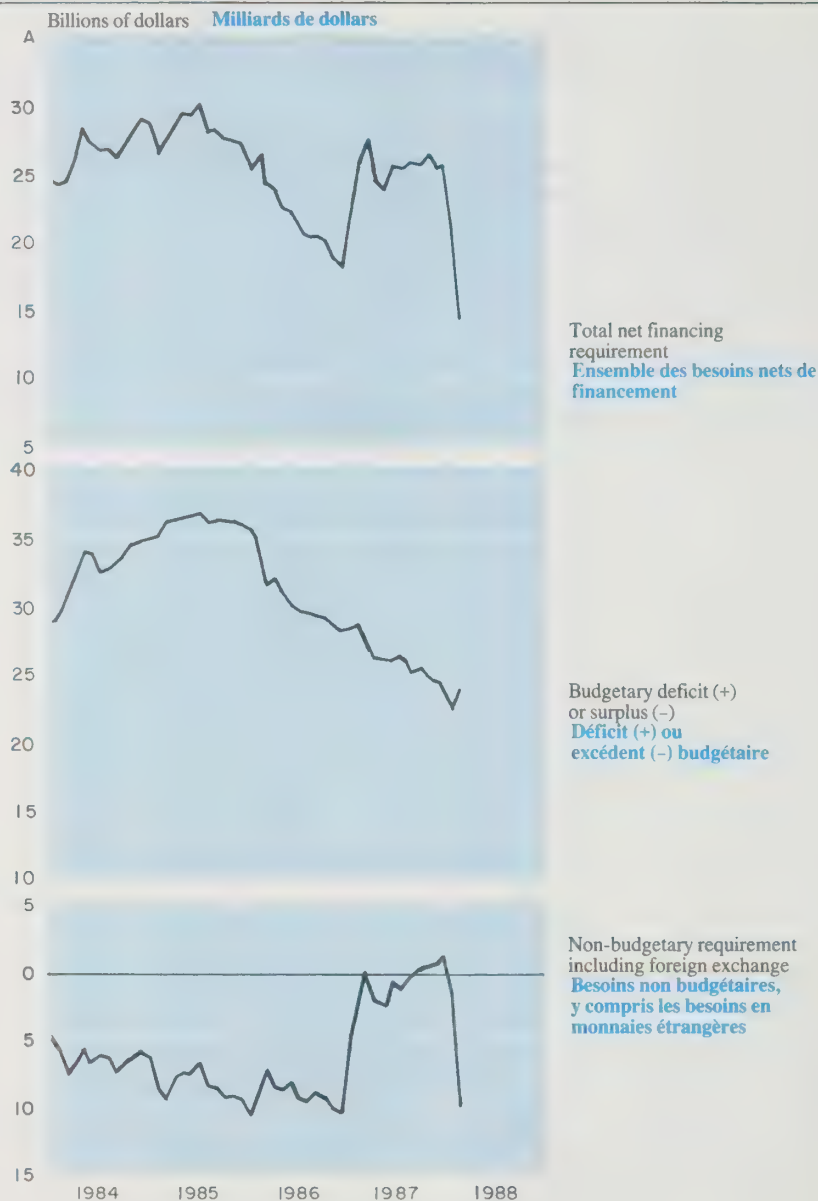 Billions of dollars Milliards de dollars
A
30
25
20
15
10
5
Total net financing
requirement
Ensemble des besoins nets de
financement
40
35
30
25
20
15
10
Budgetary deficit (+)
or surplus (-)
Déficit (+) ou
excédent (-) budgétaire
5
0
5
10
15
Non-budgetary requirement
including foreign exchange
Besoins non budgétaires,
y compris les besoins en
monnaies étrangères
1984 1985 1986 1987 1988